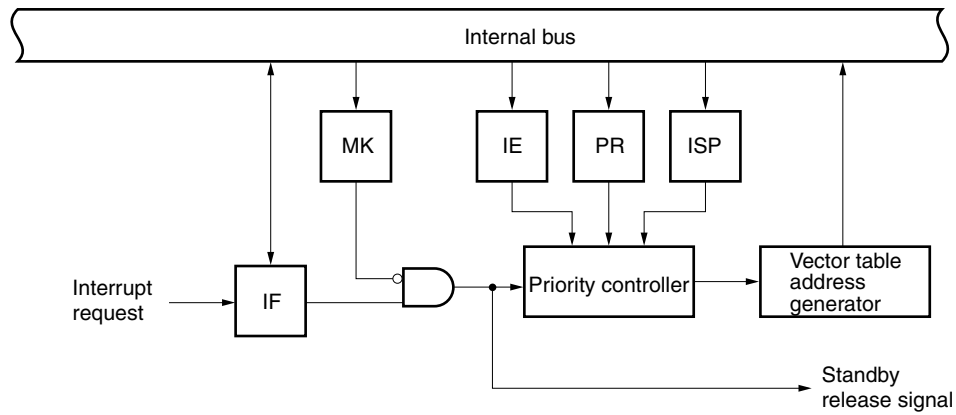 Internal bus
MK
IE
PR
ISP
Interrupt
request
IF
Priority controller
Vector table
address
generator
Standby
release signal